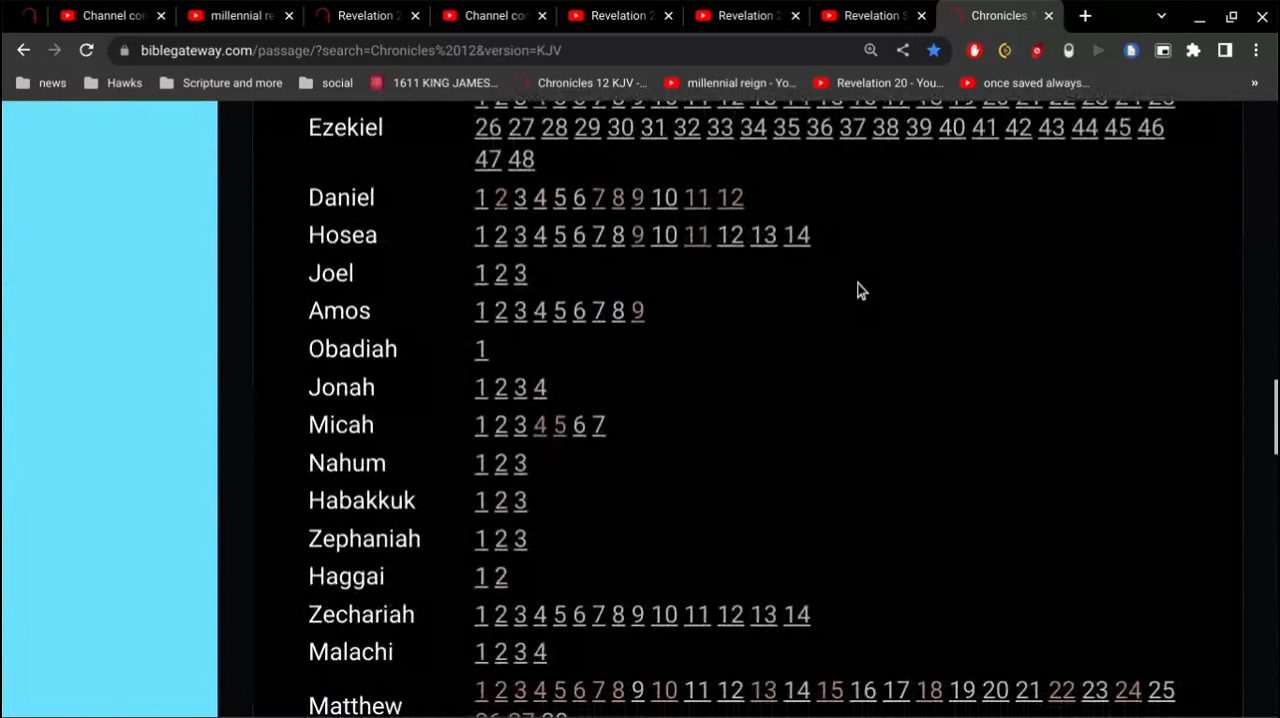 Channel co
millennial re
Revelation 2
Channel co
Revelation 2
Revelation 2
Revelation S
Chronicles 1
biblegateway.com/passage/?search=Chronicles%2012&version=KJV
news
Hawks
Scripture and more
social
1611 KING JAMES...
Chronicles 12 KJV -...
millennial reign - Yo...
Revelation 20 - You...
once saved always...
»
Ezekiel
26 27 28 29 30 31 32 33 34 35 36 37 38 39 40 41 42 43 44 45 46
47 48
Daniel 1 2 3 4 5 6 7 8 9 10 11 12
Hosea 1 2 3 4 5 6 7 8 9 10 11 12 13 14
Joel 1 2 3
Amos 1 2 3 4 5 6 7 8 9
Obadiah 1
Jonah 1 2 3 4
Micah 1 2 3 4 5 6 7
Nahum 1 2 3
Habakkuk 1 2 3
Zephaniah 1 2 3
Haggai 1 2
Zechariah 1 2 3 4 5 6 7 8 9 10 11 12 13 14
Malachi 1 2 3 4
Matthew 1 2 3 4 5 6 7 8 9 10 11 12 13 14 15 16 17 18 19 20 21 22 23 24 25